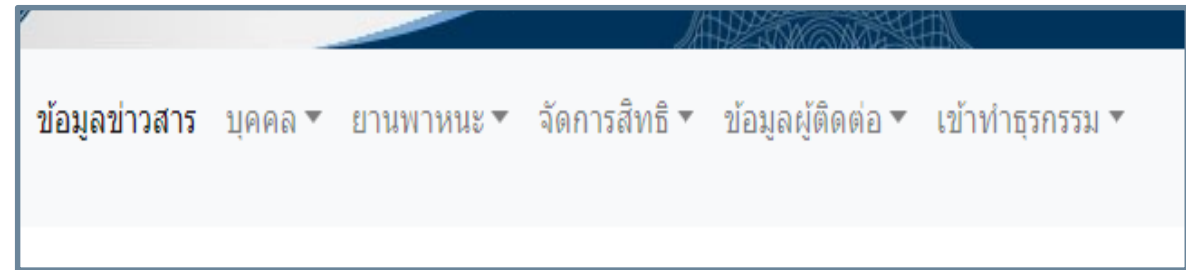 ข้อมูลข่าวสาร บุคคล ยานพาหนะ จัดการสิทธิ ข้อมูลผู้ติดต่อ เข้าทำธุรกรรม